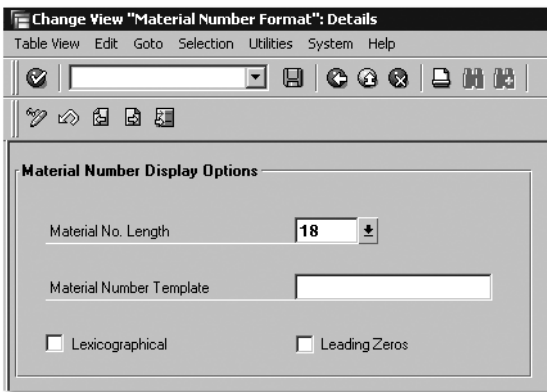 Change View "Material Number Format": Details
Table View Edit Goto Selection Utilities System Help
Material Number Display Options
Material No. Length 18
Material Number Template
Lexicographical Leading Zeros